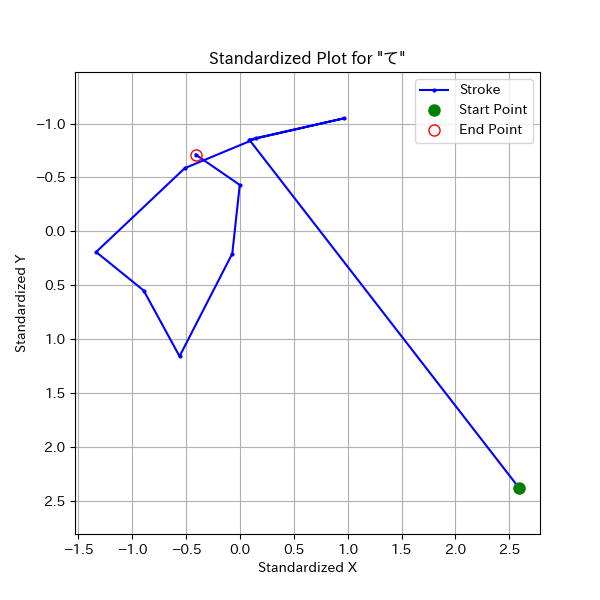 Standardized Plot for "て"
Stroke
Start Point
End Point
Standardized Y
−1.0
−0.5
0.0
0.5
1.0
1.5
2.0
2.5
−1.5 −1.0 −0.5 0.0 0.5 1.0 1.5 2.0 2.5
Standardized X